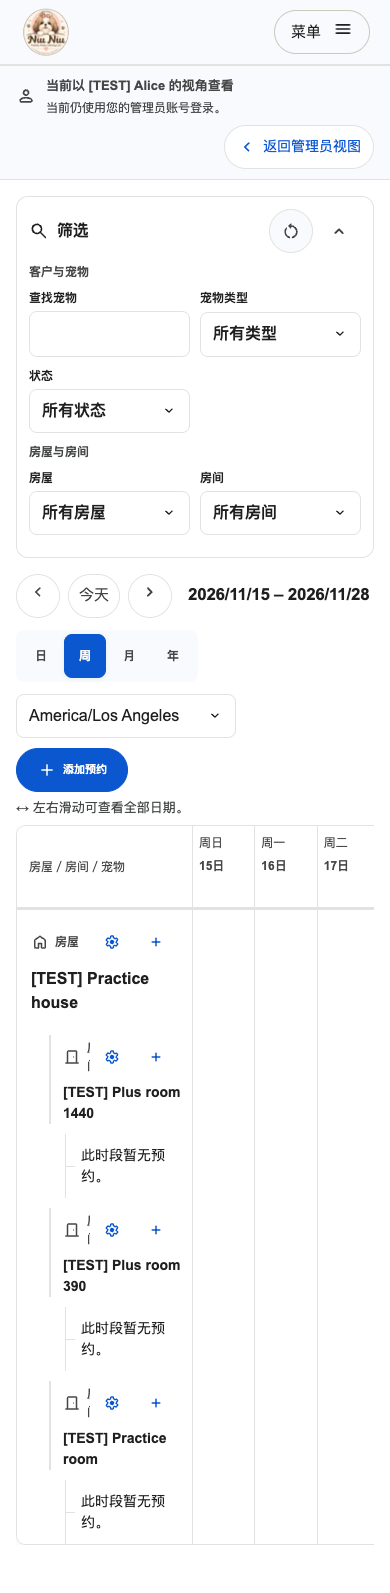 Niu Niu
菜单
当前以 [TEST] Alice 的视角查看
当前仍使用您的管理员账号登录。
返回管理员视图
筛选
客户与宠物
查找宠物
宠物类型
所有类型
状态
所有状态
房屋与房间
房屋
房间
所有房屋
所有房间
今天
2026/11/15 – 2026/11/28
日
周
月
年
America/Los Angeles
添加预约
左右滑动可查看全部日期。
房屋 / 房间 / 宠物
周日
15日
周一
16日
周二
17日
房屋
[TEST] Practice
house
[TEST] Plus room
1440
此时段暂无预
约。
[TEST] Plus room
390
此时段暂无预
约。
[TEST] Practice
room
此时段暂无预
约。